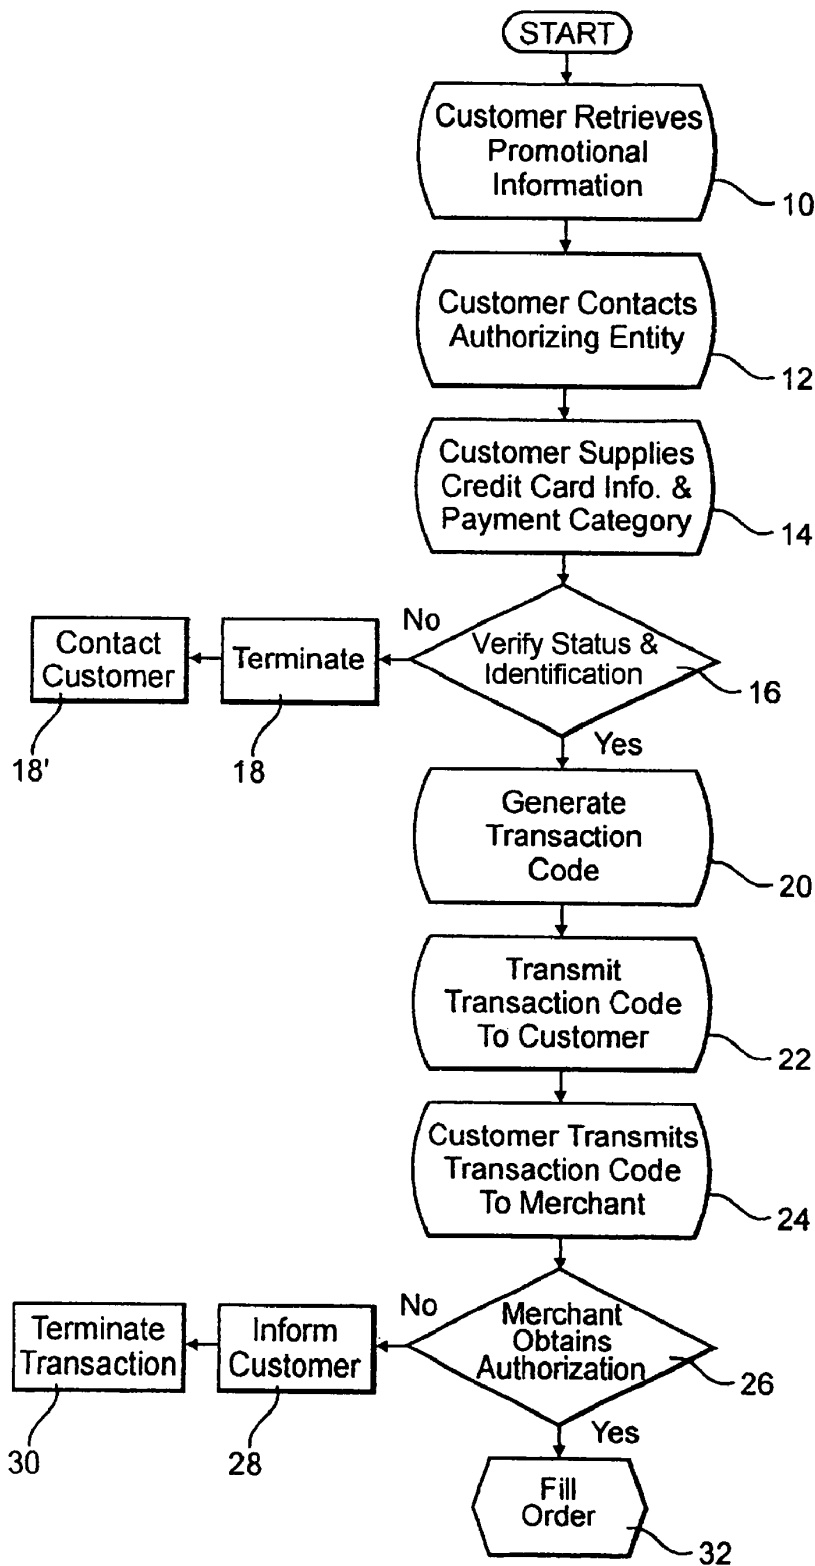 START
Customer Retrieves
Promotional
Information
10
Customer Contacts
Authorizing Entity
12
Customer Supplies
Credit Card Info. &
Payment Category
14
No
Verify Status &
Identification
16
Terminate
18
Contact
Customer
18'
Yes
Generate
Transaction
Code
20
Transmit
Transaction Code
To Customer
22
Customer Transmits
Transaction Code
To Merchant
24
No
Merchant
Obtains
Authorization
26
Inform
Customer
28
Terminate
Transaction
30
Yes
Fill
Order
32